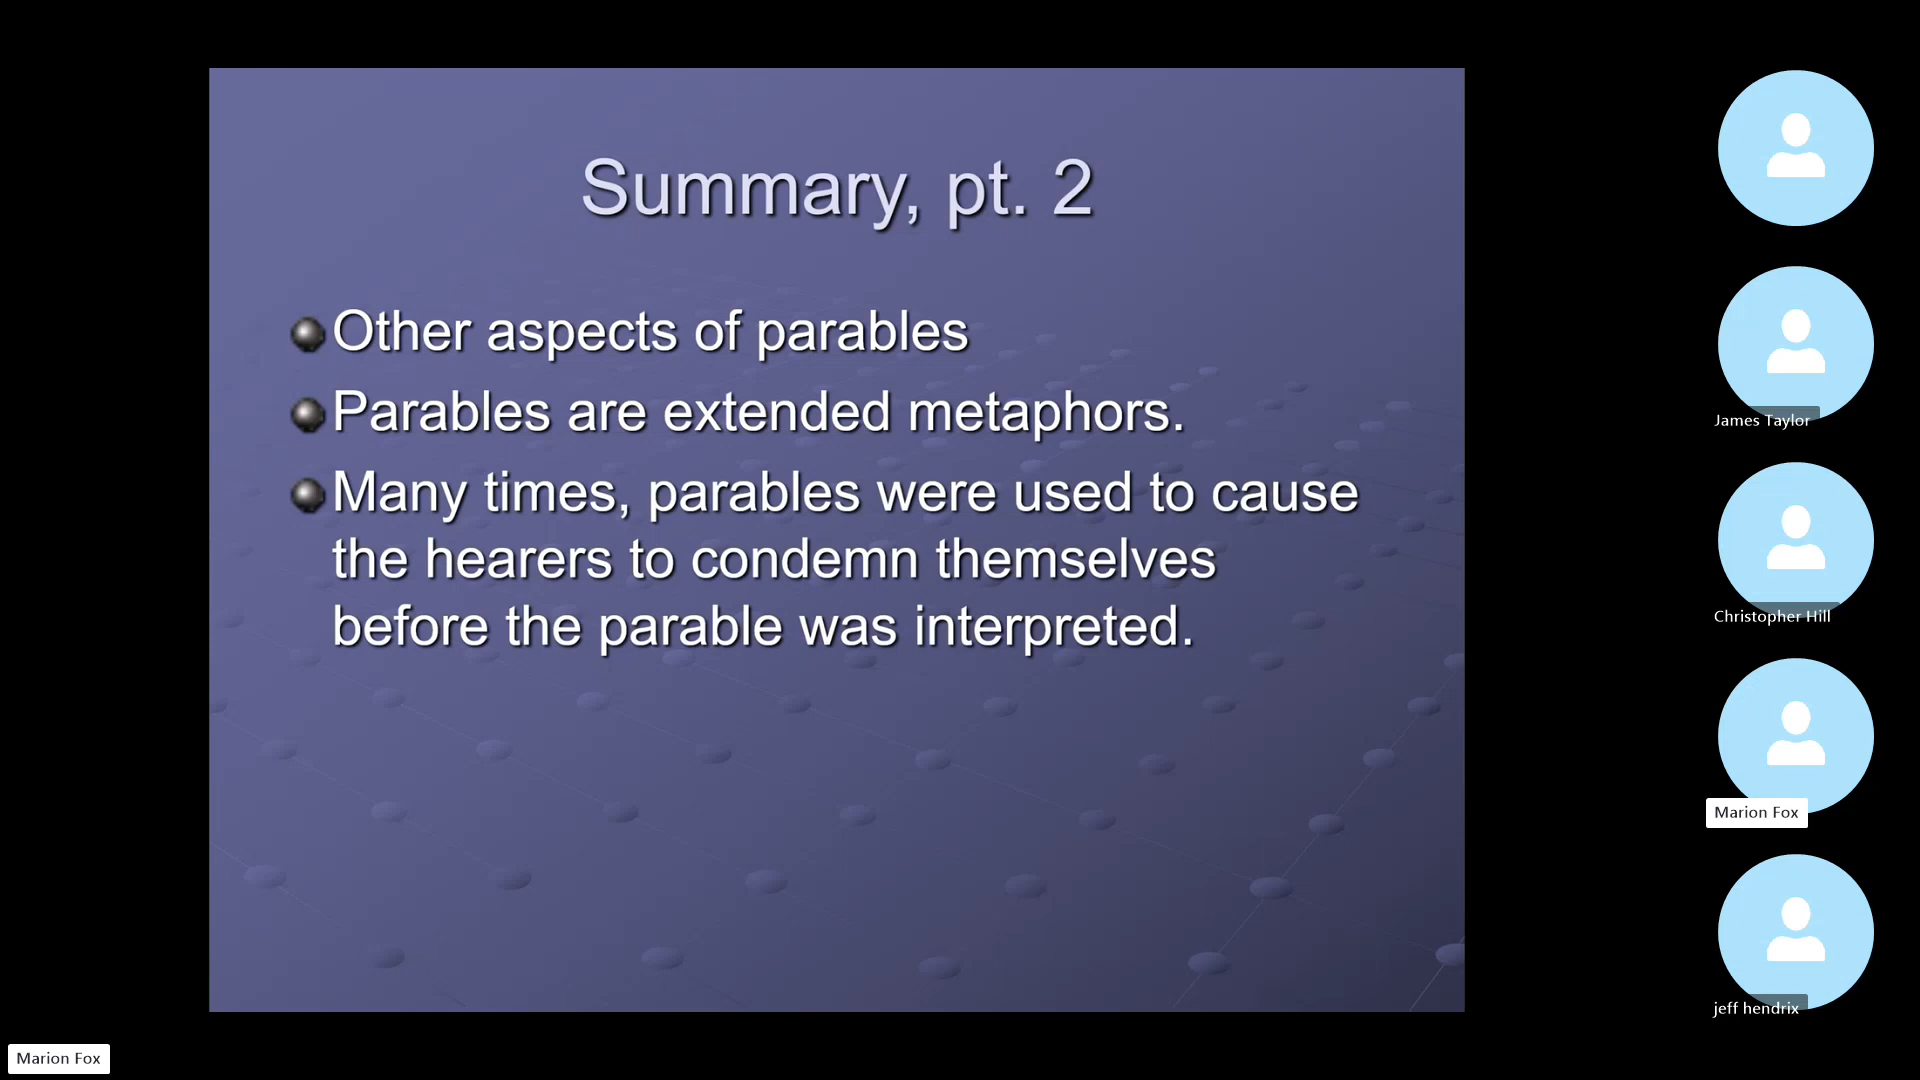 Summary, pt. 2
Other aspects of parables
Parables are extended metaphors.
Many times, parables were used to cause
the hearers to condemn themselves
before the parable was interpreted.
James Taylor
Christopher Hill
Marion Fox
jeff hendrix
Marion Fox